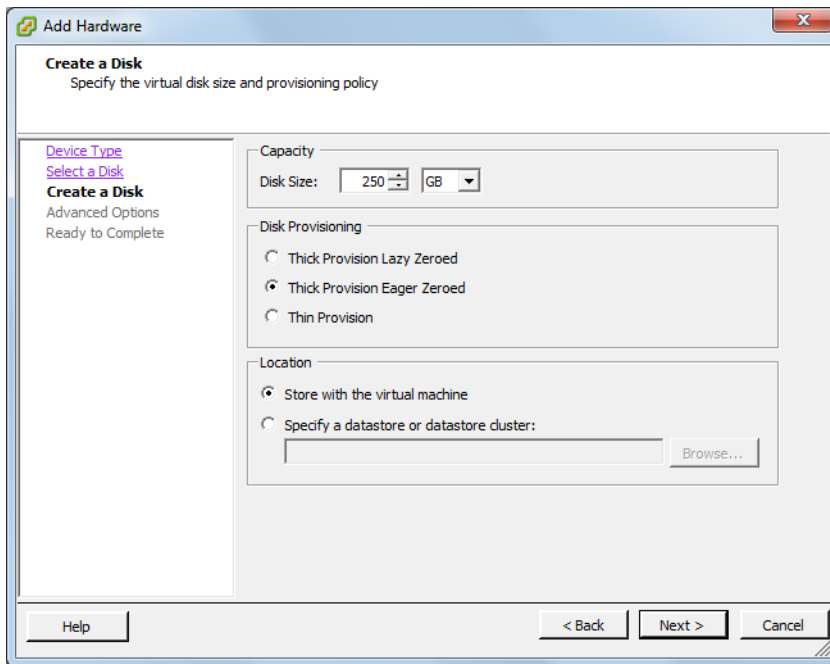 Add Hardware
Create a Disk
Specify the virtual disk size and provisioning policy
Device Type
Select a Disk
Create a Disk
Advanced Options
Ready to Complete
Capacity
Disk Size: 250 GB
Disk Provisioning
Thick Provision Lazy Zeroed
Thick Provision Eager Zeroed
Thin Provision
Location
Store with the virtual machine
Specify a datastore or datastore cluster:
Browse...
Help
< Back
Next >
Cancel